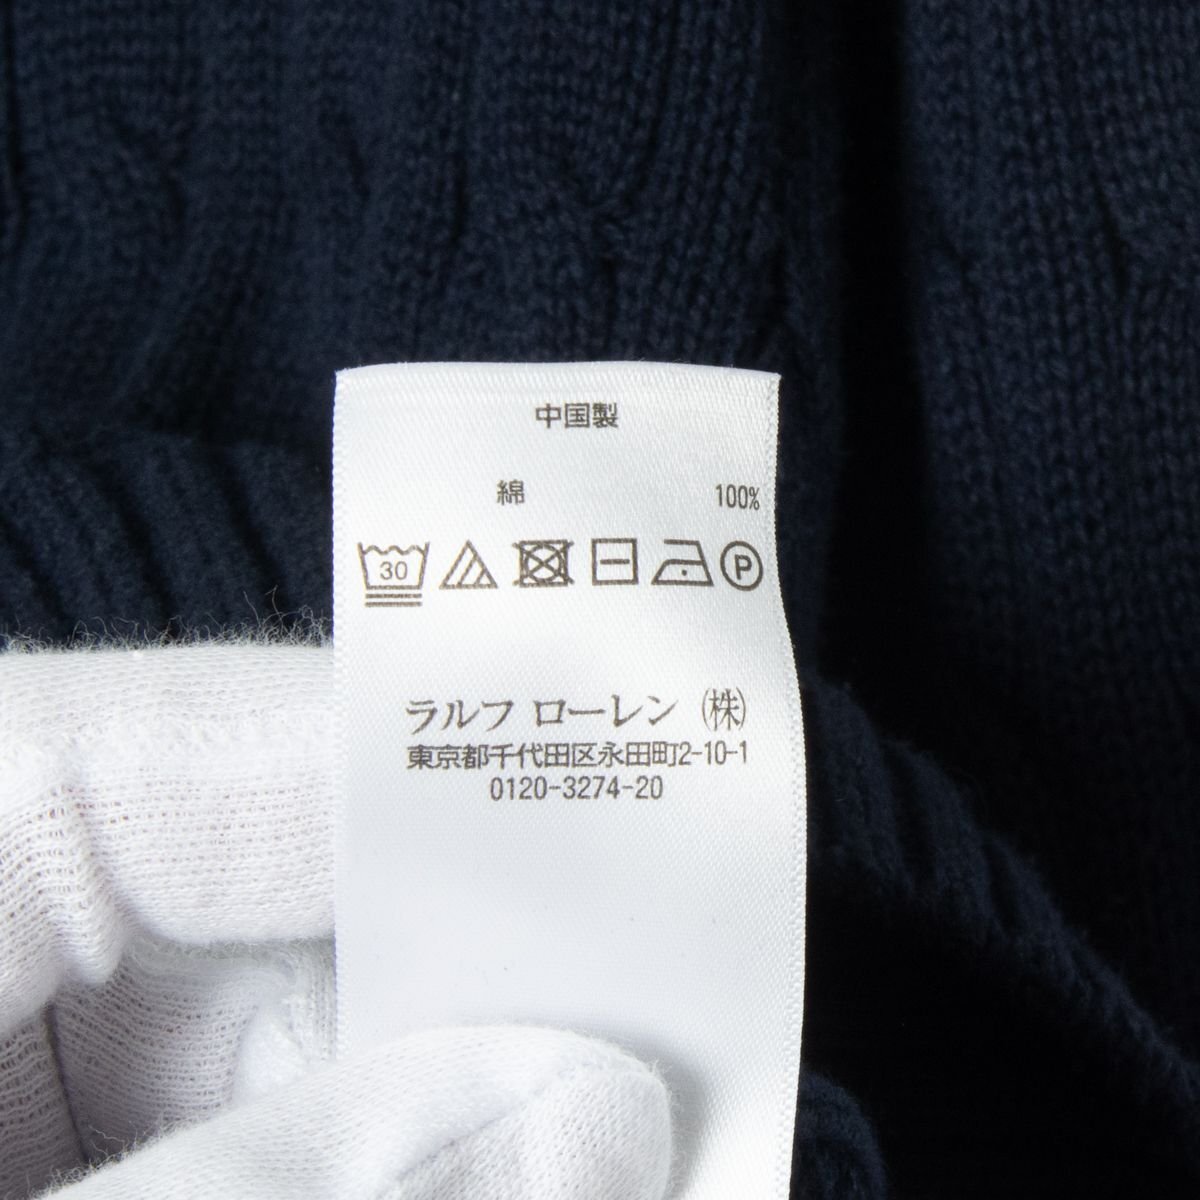 中国製
綿 100%
30 P
ラルフ ローレン (株)
東京都千代田区永田町2-10-1
0120-3274-20